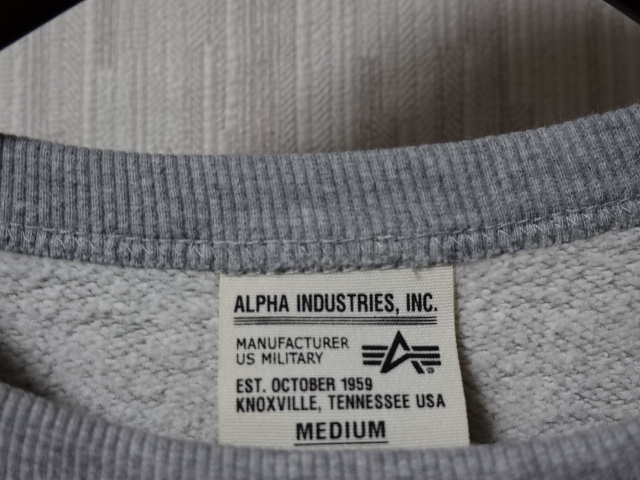 ALPHA INDUSTRIES, INC.
MANUFACTURER
US MILITARY
EST. OCTOBER 1959
KNOXVILLE, TENNESSEE USA
MEDIUM